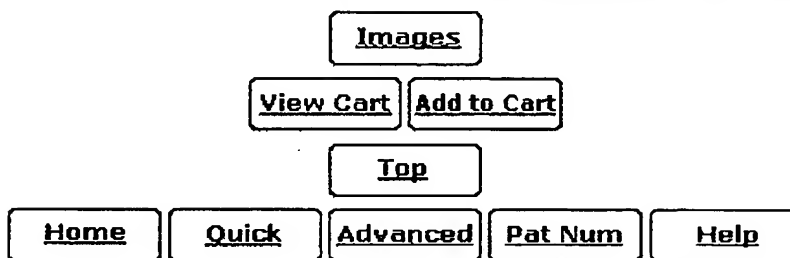 Images
View Cart Add to Cart
Top
Home Quick Advanced Pat Num Help